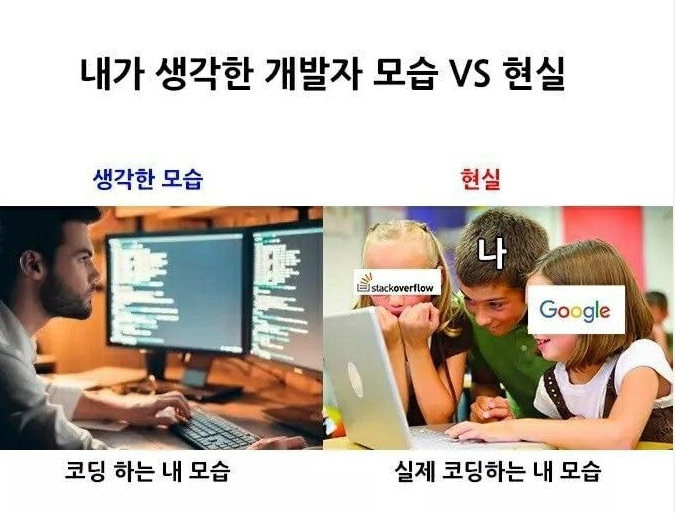 내가 생각한 개발자 모습 VS 현실
생각한 모습
현실
나
stackoverflow
Google
코딩 하는 내 모습
실제 코딩하는 내 모습